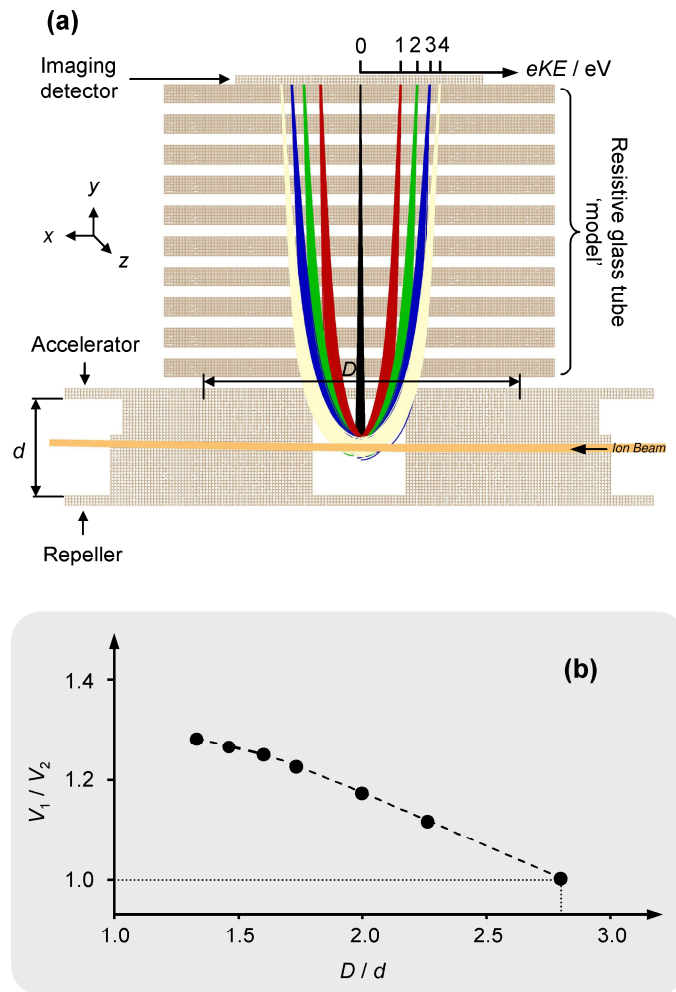 (a)
0 1 2 3 4
eKE / eV
Imaging
detector
Resistive glass tube
'model'
y
x
z
Accelerator
D
d
Ion Beam
Repeller
(b)
1.4
1.2
1.0
V1 / V2
1.0 1.5 2.0 2.5 3.0
D / d